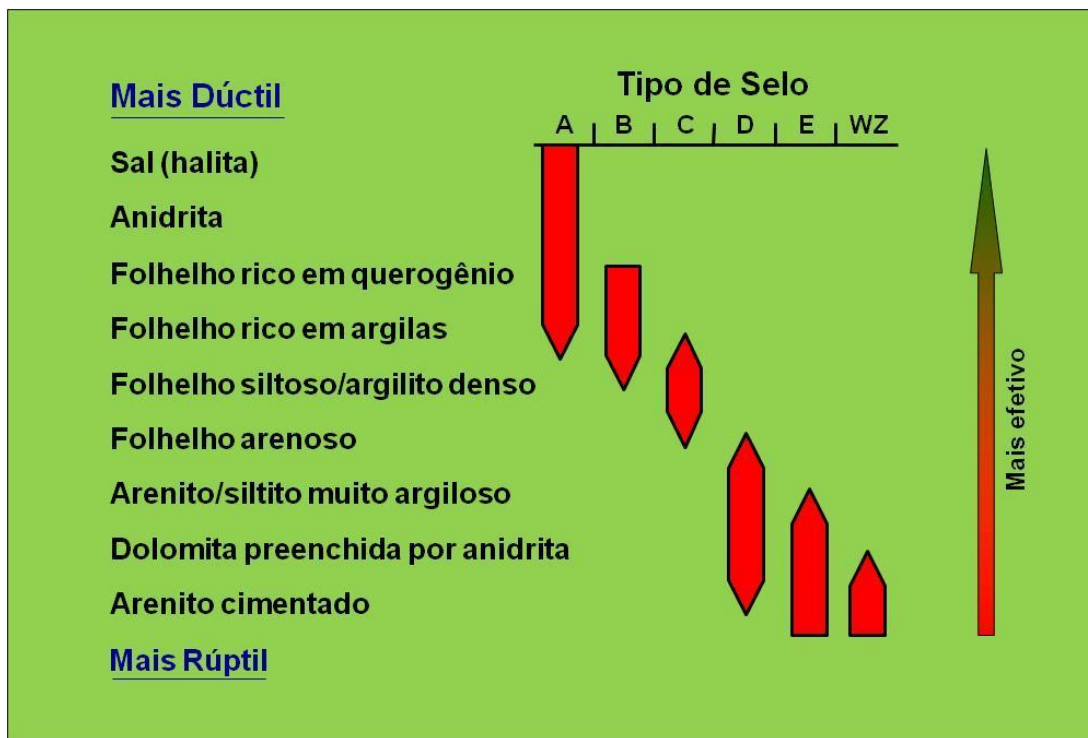 Mais Dúctil
Tipo de Selo
A B C D E WZ
Sal (halita)
Anidrita
Folhelho rico em querogênio
Folhelho rico em argilas
Folhelho siltoso/argilito denso
Folhelho arenoso
Arenito/siltito muito argiloso
Dolomita preenchida por anidrita
Arenito cimentado
Mais Rúptil
Mais efetivo